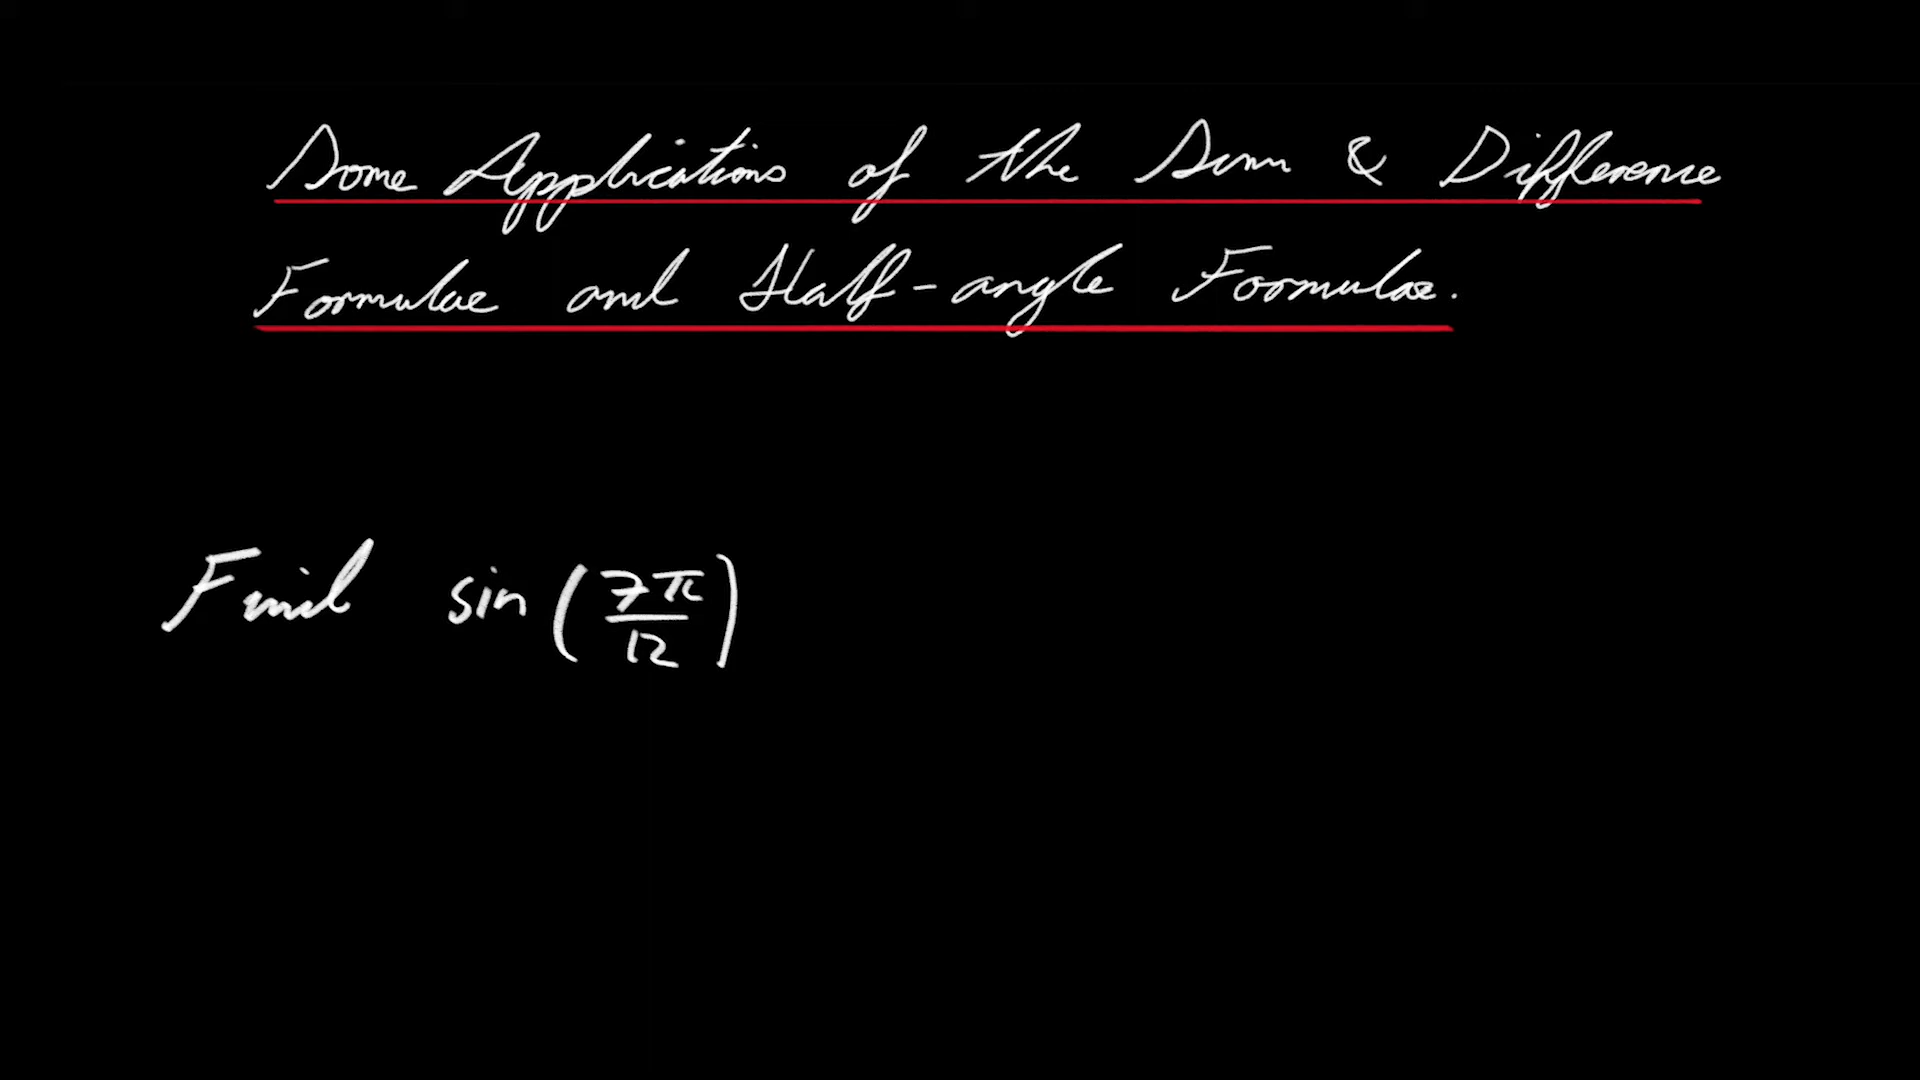 Some Applications of the Sum & Difference
Formulae and Half-angle Formulae.
Find sin(7π/12)